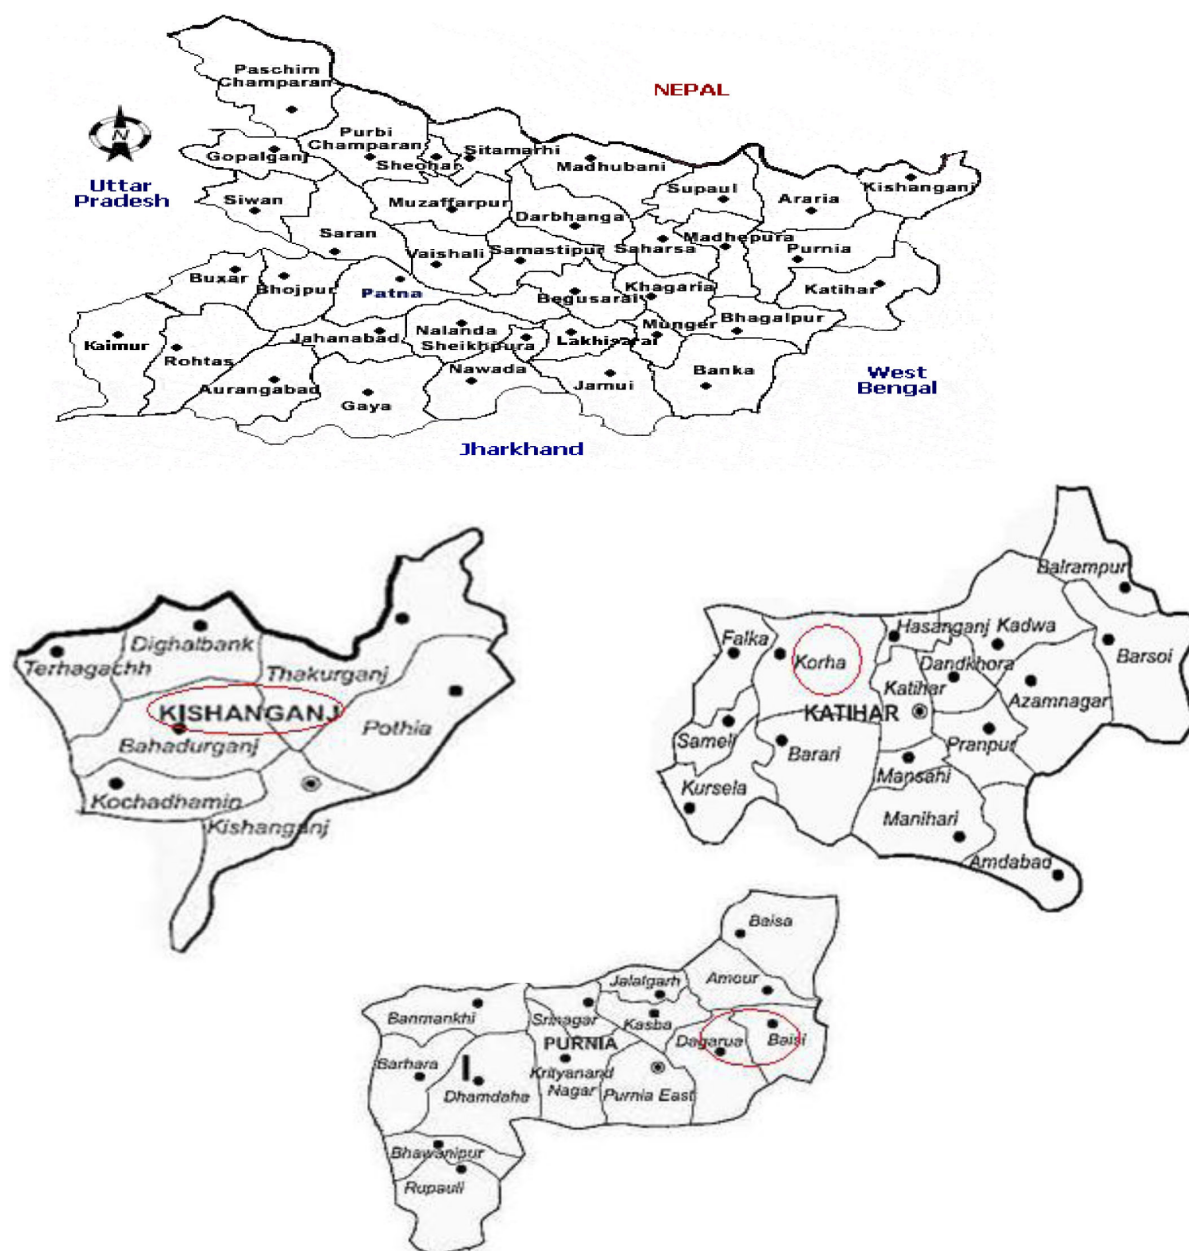 Paschim
Champaran
NEPAL
N
Purbi
Champaran
Gopalganj
Sheohar
Sitamarhi
Madhubani
Uttar
Pradesh
Siwan
Muzaffarpur
Darbhanga
Supaul
Araria
Kishanganj
Saran
Vaishali
Samastipur
Saharsa
Madhepura
Purnia
Buxar
Bhojpur
Patna
Begusarai
Khagaria
Katihar
Kaimur
Rohtas
Jahanabad
Nalanda
Sheikhpura
Lakhisarai
Munger
Bhagalpur
Aurangabad
Gaya
Nawada
Jamui
Banka
West
Bengal
Jharkhand
Dighalbank
Terhagachh
Thakurganj
KISHANGANJ
Pothia
Bahadurganj
Kochadhamin
Kishanganj
Balrampur
Falka
Korha
Hasanganj
Kadwa
Barsoi
Dandkhora
Katihar
Azamnagar
KATIHAR
Sameli
Barari
Pranpur
Mansahi
Kursela
Manihari
Amdabad
Baisa
Jalalgarh
Amour
Banmankhi
Srinagar
Kasba
PURNIA
Dagarua
Baisi
Barhara
Dhamdaha
Krityanand
Nagar
Purnia East
Bhawanipur
Rupauli